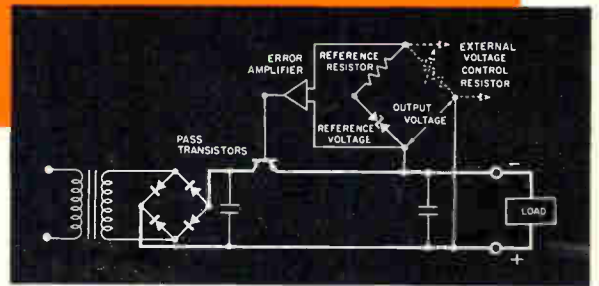 ERROR
AMPLIFIER
REFERENCE
RESISTOR
EXTERNAL
VOLTAGE
CONTROL
RESISTOR
OUTPUT
VOLTAGE
REFERENCE
VOLTAGE
PASS
TRANSISTORS
-
LOAD
+